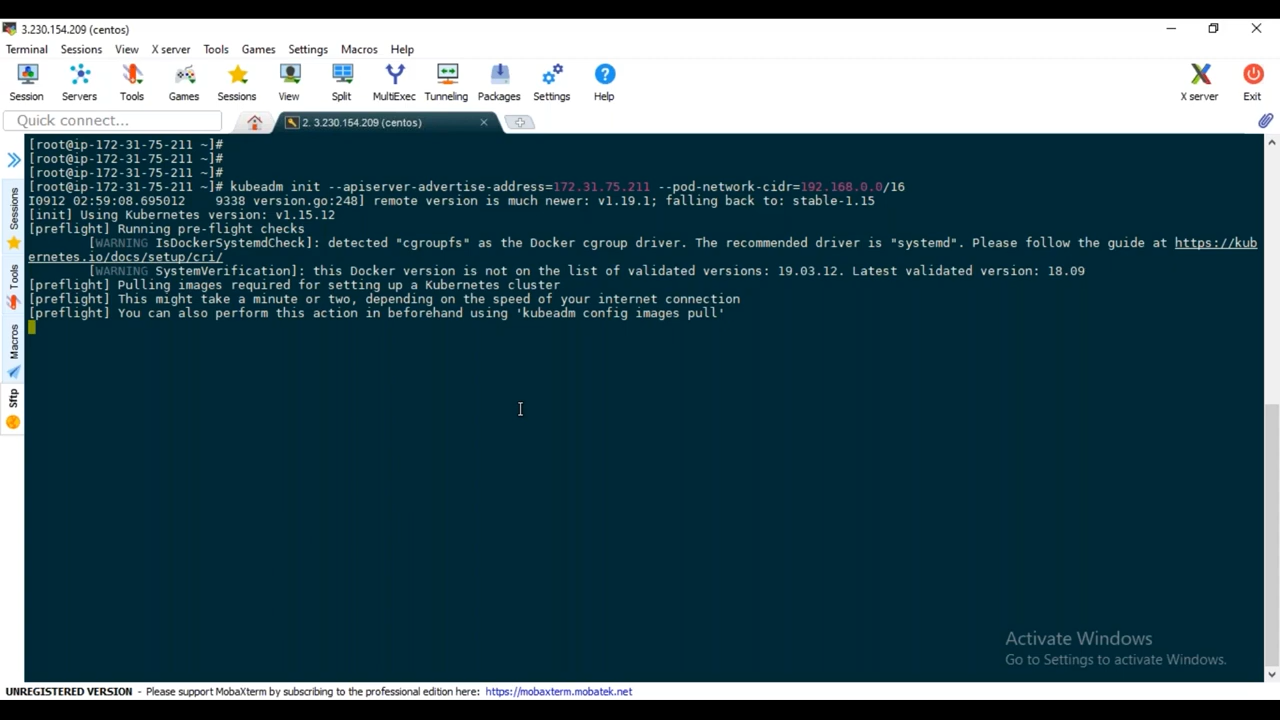 3.230.154.209 (centos)
Terminal Sessions View X server Tools Games Settings Macros Help
Session Servers Tools Games Sessions View Split MultiExec Tunneling Packages Settings Help X server Exit
Quick connect... 2. 3.230.154.209 (centos)
[root@ip-172-31-75-211 ~]#
[root@ip-172-31-75-211 ~]#
[root@ip-172-31-75-211 ~]#
[root@ip-172-31-75-211 ~]# kubeadm init --apiserver-advertise-address=172.31.75.211 --pod-network-cidr=192.168.0.0/16
I0912 02:59:08.695012    9338 version.go:248] remote version is much newer: v1.19.1; falling back to: stable-1.15
[init] Using Kubernetes version: v1.15.12
[preflight] Running pre-flight checks
[WARNING IsDockerSystemdCheck]: detected "cgroupfs" as the Docker cgroup driver. The recommended driver is "systemd". Please follow the guide at https://kub
ernetes.io/docs/setup/cri/
[WARNING SystemVerification]: this Docker version is not on the list of validated versions: 19.03.12. Latest validated version: 18.09
[preflight] Pulling images required for setting up a Kubernetes cluster
[preflight] This might take a minute or two, depending on the speed of your internet connection
[preflight] You can also perform this action in beforehand using 'kubeadm config images pull'
Sessions
Tools
Macros
Sftp
Activate Windows
Go to Settings to activate Windows.
UNREGISTERED VERSION - Please support MobaXterm by subscribing to the professional edition here: https://mobaxterm.mobatek.net